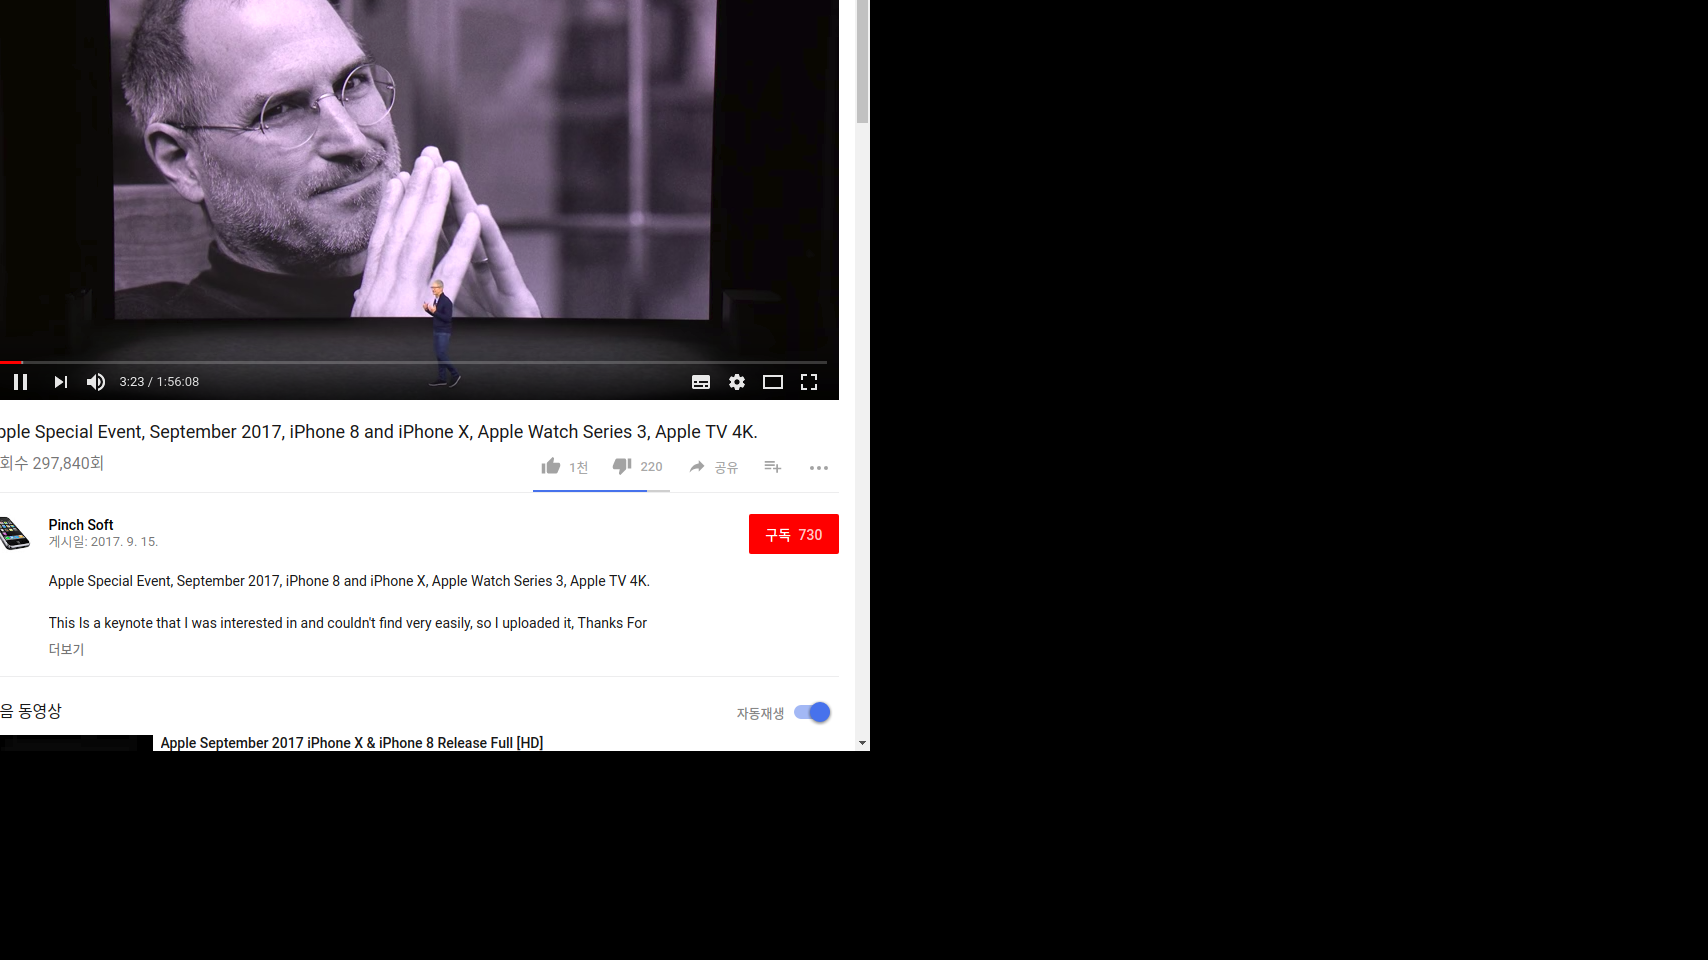 3:23 / 1:56:08
pple Special Event, September 2017, iPhone 8 and iPhone X, Apple Watch Series 3, Apple TV 4K.
회수 297,840회
1천 220 공유
Pinch Soft
게시일: 2017. 9. 15.
구독 730
Apple Special Event, September 2017, iPhone 8 and iPhone X, Apple Watch Series 3, Apple TV 4K.
This Is a keynote that I was interested in and couldn't find very easily, so I uploaded it, Thanks For
더보기
음 동영상
자동재생
Apple September 2017 iPhone X & iPhone 8 Release Full [HD]